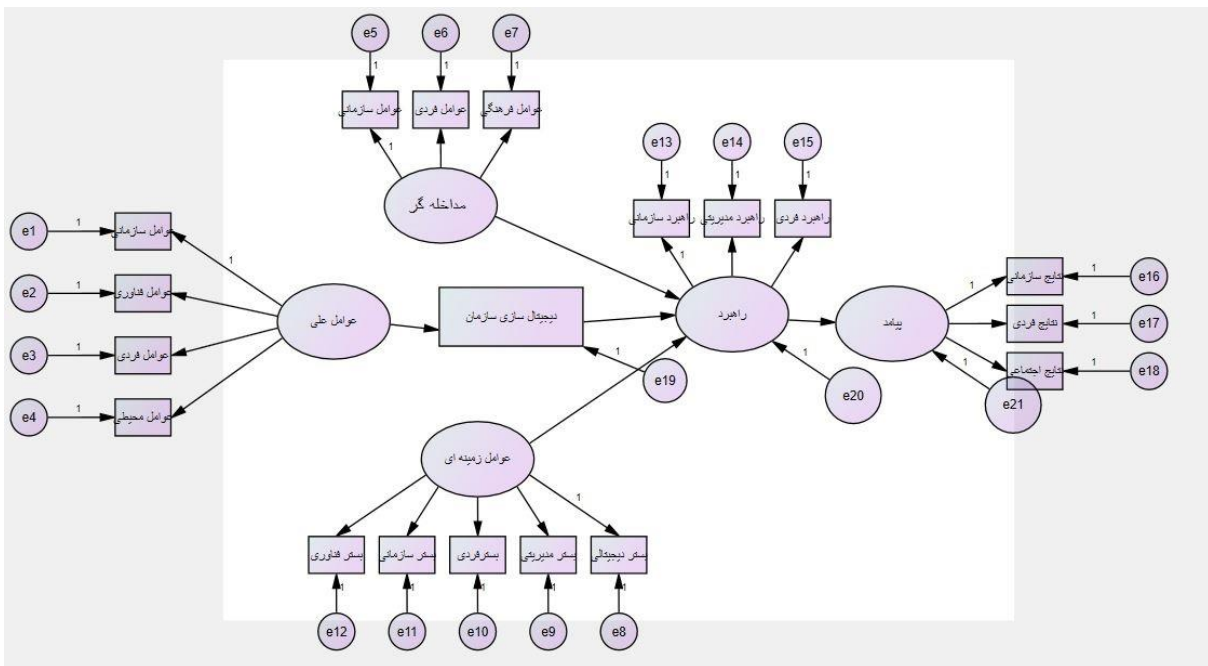 e5
e6
e7
1
1
1
عوامل سازمانی
عوامل فردی
عوامل فرهنگی
1
مداخله گر
e13
e14
e15
1
1
1
راهبرد سازمانی
راهبرد مدیریتی
راهبرد فردی
1
e1
1
عوامل سازمانی
1
e2
1
عوامل فناوری
e3
1
عوامل فردی
e4
1
عوامل محیطی
عوامل علی
دیجیتال سازی سازمان
1
e19
راهبرد
1
e20
پیامد
1
نتایج سازمانی
1
e16
نتایج فردی
1
e17
نتایج اجتماعی
1
e18
1
e21
عوامل زمینه ای
1
بستر فناوری
بستر سازمانی
بسترفردی
بستر مدیریتی
بستر دیجیتالی
1
1
1
1
1
e12
e11
e10
e9
e8